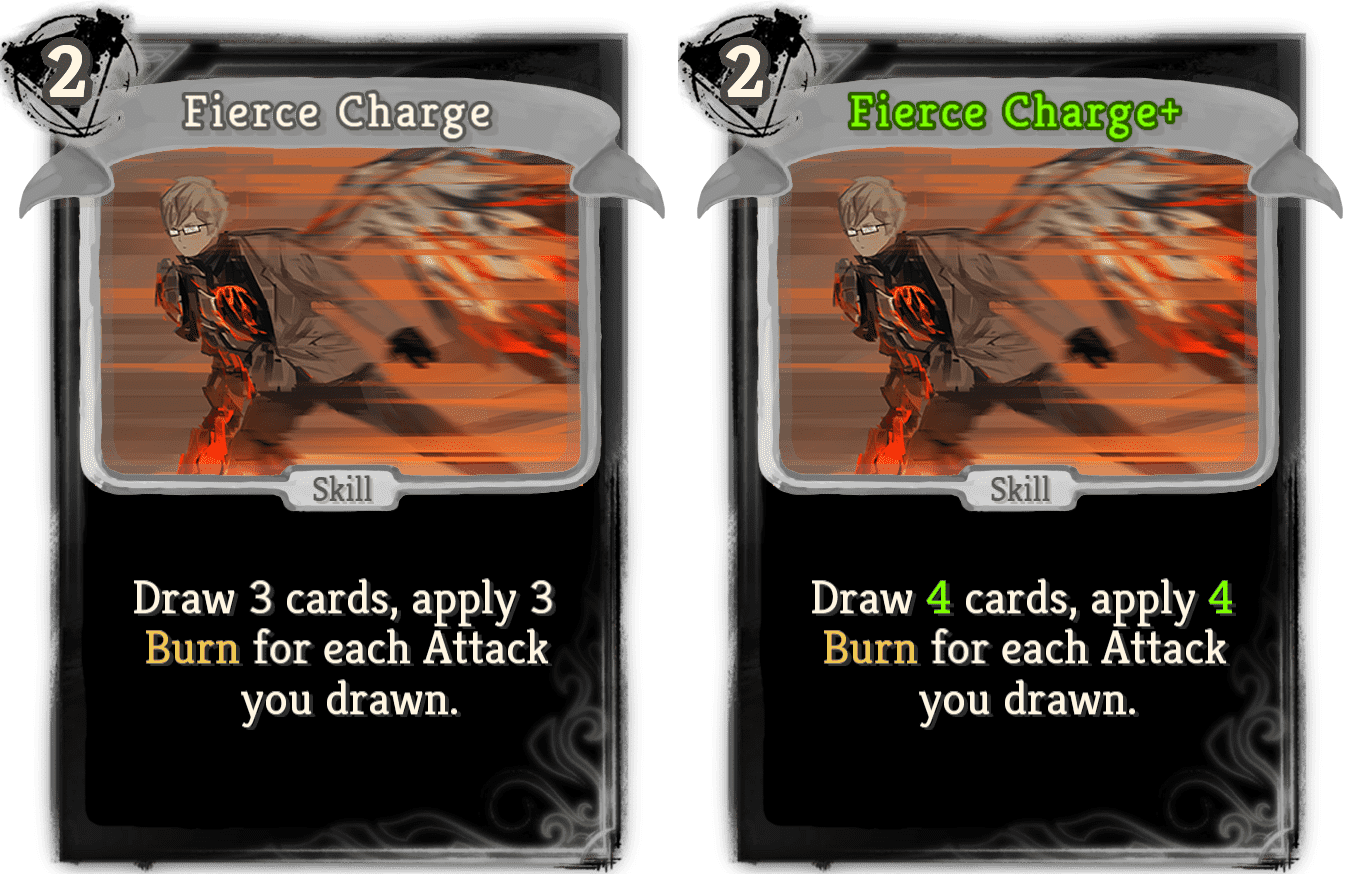 2
Fierce Charge
Skill
Draw 3 cards, apply 3
Burn for each Attack
you drawn.
2
Fierce Charge+
Skill
Draw 4 cards, apply 4
Burn for each Attack
you drawn.